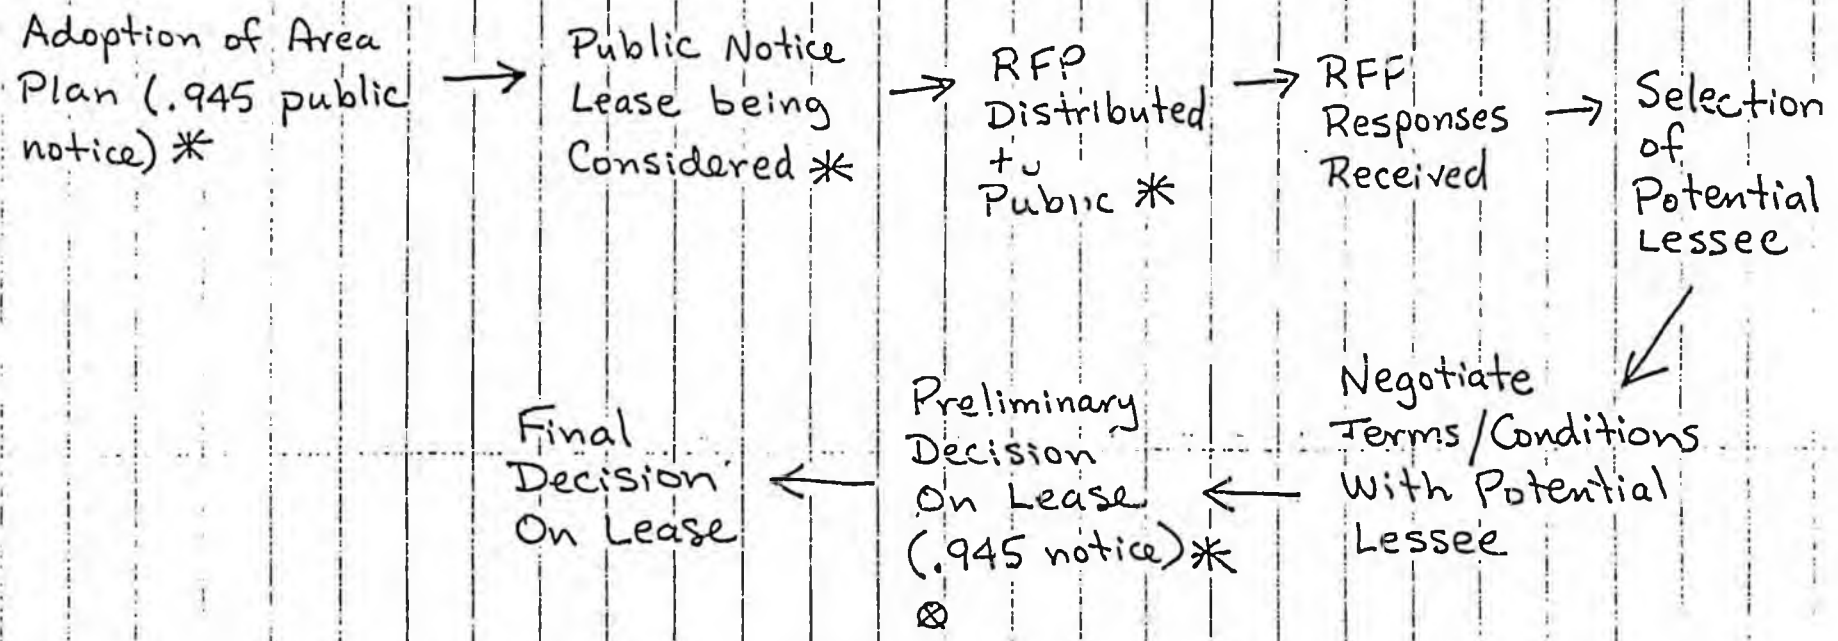 Adoption of Area
Plan (.945 public
notice) *
→
Public Notice
Lease being
Considered *
→
RFP
Distributed
to
Public *
→
RFP
Responses
Received
→
Selection
of
Potential
Lessee
Negotiate
Terms/Conditions
With Potential
Lessee
←
Preliminary
Decision
On Lease
(.945 notice) *
⊗
←
Final
Decision
On Lease